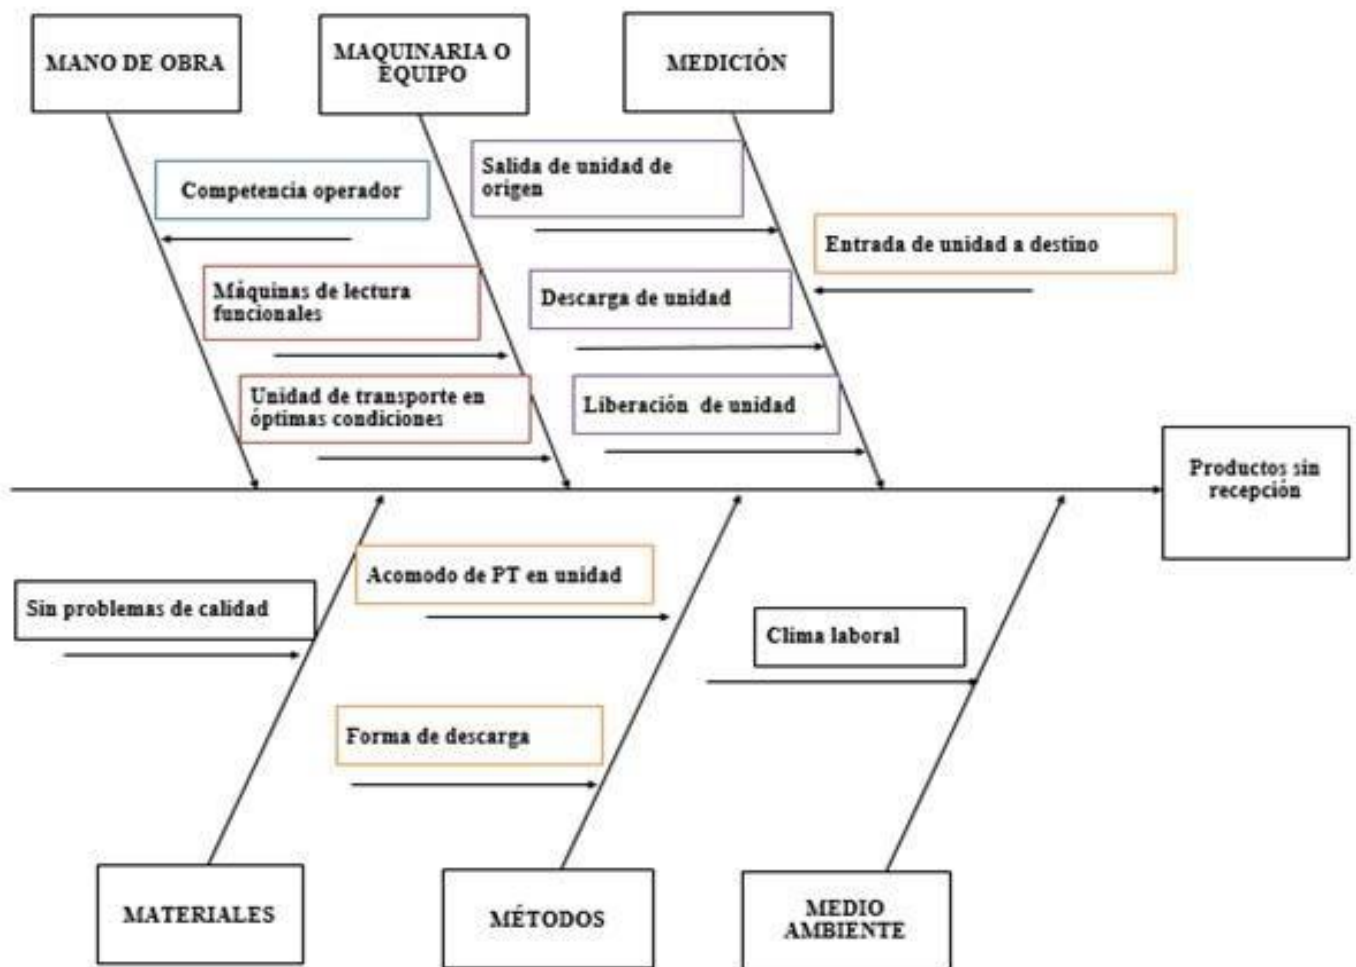 MANO DE OBRA
MAQUINARIA O
EQUIPO
MEDICIÓN
Competencia operador
Salida de unidad de
origen
Entrada de unidad a destino
Máquinas de lectura
funcionales
Descarga de unidad
Unidad de transporte en
óptimas condiciones
Liberación de unidad
Productos sin
recepción
Acomodo de PT en unidad
Sin problemas de calidad
Clima laboral
Forma de descarga
MATERIALES
MÉTODOS
MEDIO
AMBIENTE